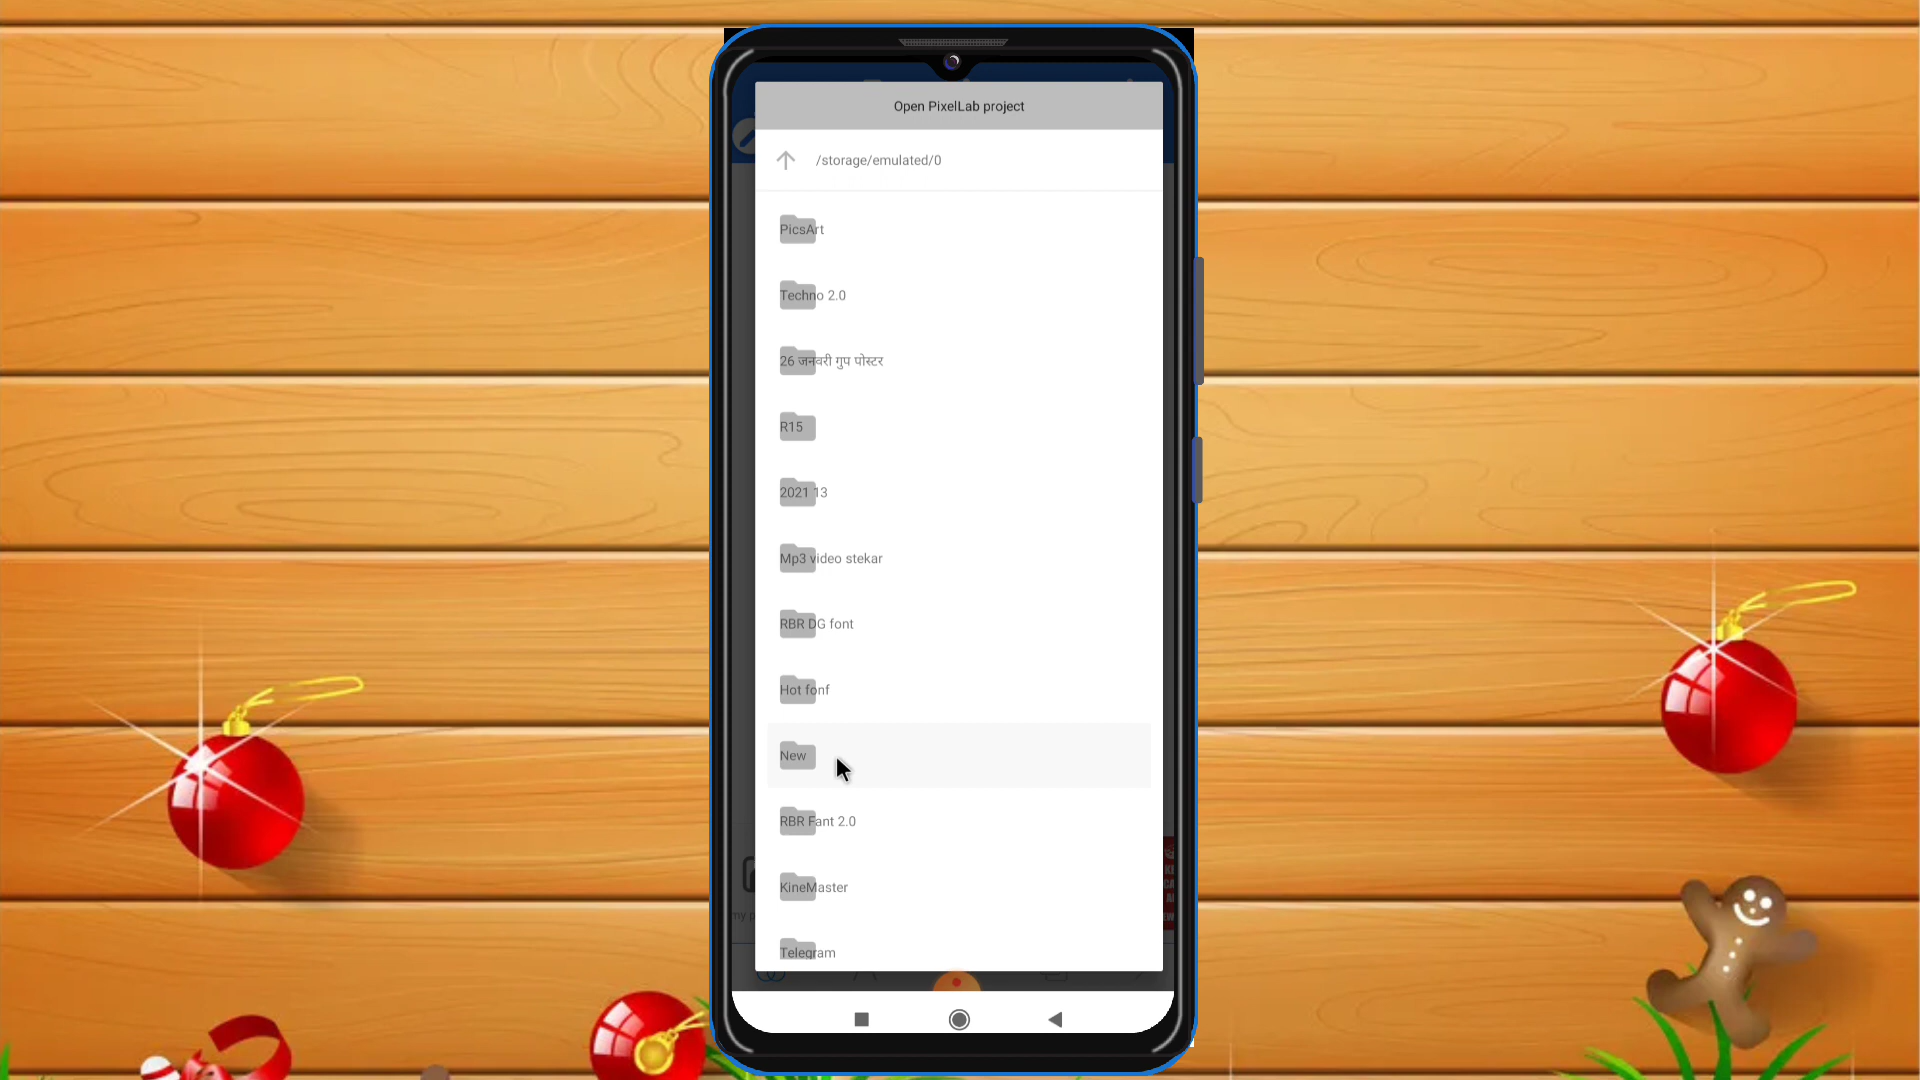 Open PixelLab project
/storage/emulated/0
PicsArt
Techno 2.0
26 जनवरी गुप पोस्टर
R15
2021 13
Mp3 video stekar
RBR DG font
Hot fonf
New
RBR Fant 2.0
KineMaster
Telegram
my p